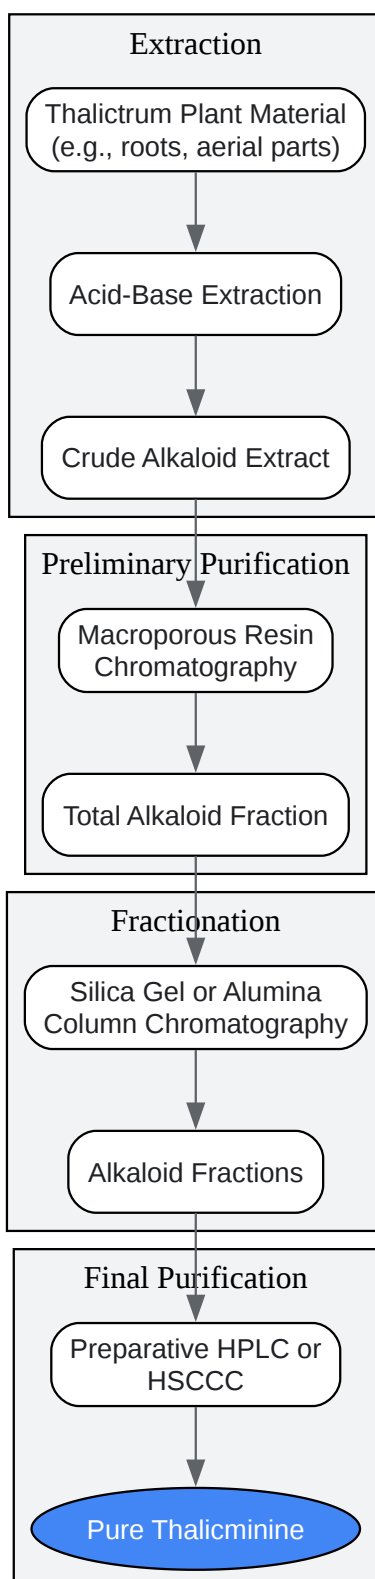 Extraction
Thalictrum Plant Material
(e.g., roots, aerial parts)
Acid-Base Extraction
Crude Alkaloid Extract
Preliminary Purification
Macroporous Resin
Chromatography
Total Alkaloid Fraction
Fractionation
Silica Gel or Alumina
Column Chromatography
Alkaloid Fractions
Final Purification
Preparative HPLC or
HSCCC
Pure Thalicminine